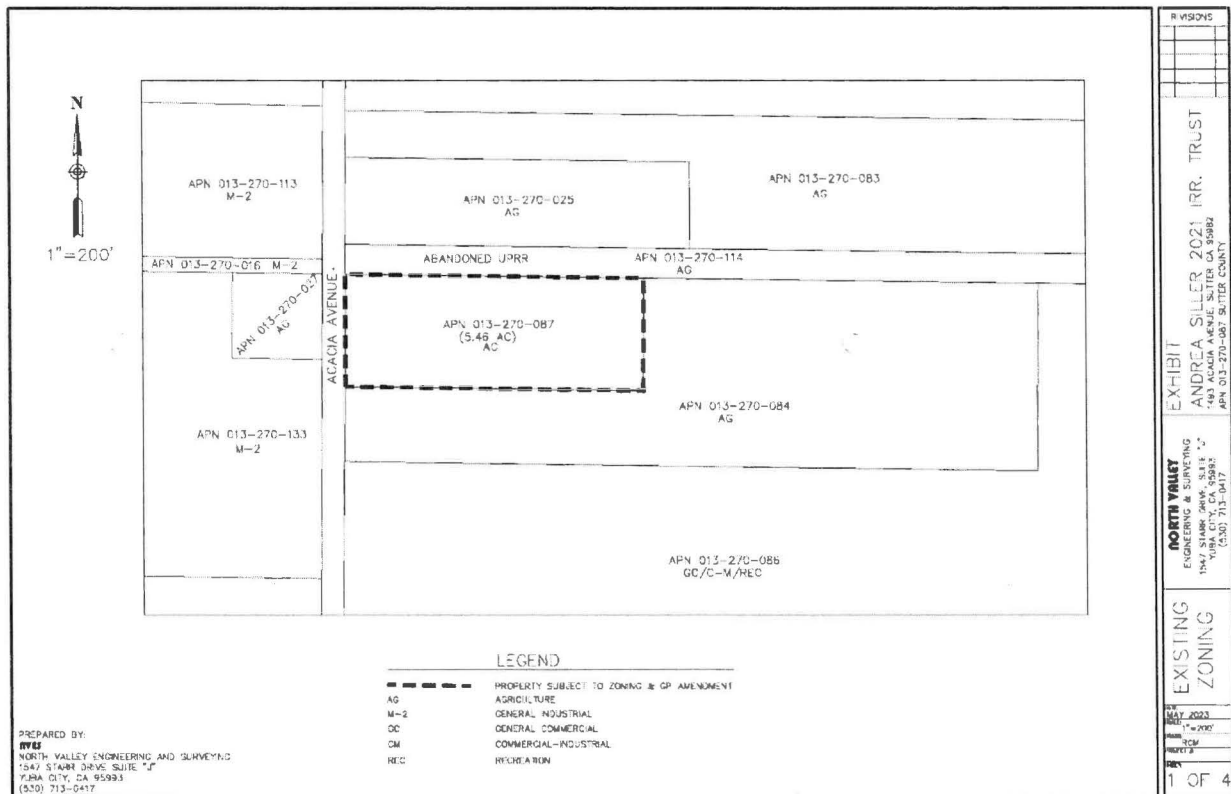 N
1"=200'
APN 013-270-113
M-2
APN 013-270-083
AG
APN 013-270-025
AG
APN 013-270-016 M-2
ABANDONED UPRR
APN 013-270-114
AG
APN 013-270-027
AG
ACACIA AVENUE
APN 013-270-087
(5.46 AC)
AG
APN 013-270-084
AG
APN 013-270-133
M-2
APN 013-270-086
GC/C-M/REC
LEGEND
PROPERTY SUBJECT TO ZONING & GP AMENDMENT
AG AGRICULTURE
M-2 GENERAL INDUSTRIAL
GC GENERAL COMMERCIAL
CM COMMERCIAL-INDUSTRIAL
REC RECREATION
PREPARED BY:
NVES
NORTH VALLEY ENGINEERING AND SURVEYING
1547 STARR DRIVE SUITE "J"
YUBA CITY, CA 95993
(530) 713-0417
REVISIONS
EXHIBIT
ANDREA SILLER 2021 IRR. TRUST
1493 ACACIA AVENUE, SUTTER CA 95982
APN 013-270-087 SUTTER COUNTY
NORTH VALLEY
ENGINEERING & SURVEYING
1547 STARR DRIVE, SUITE "J"
YUBA CITY, CA 95993
(530) 713-0417
EXISTING
ZONING
MAY 2023
1"=200'
RCM
1 OF 4